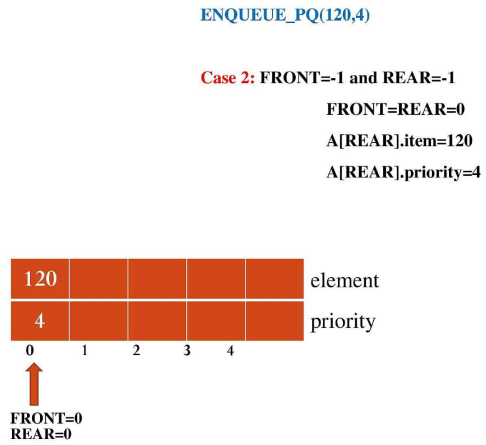 ENQUEUE_PQ(120,4)
Case 2: FRONT=-1 and REAR=-1
FRONT=REAR=0
A[REAR].item=120
A[REAR].priority=4
120 element
4 priority
0 1 2 3 4
FRONT=0
REAR=0